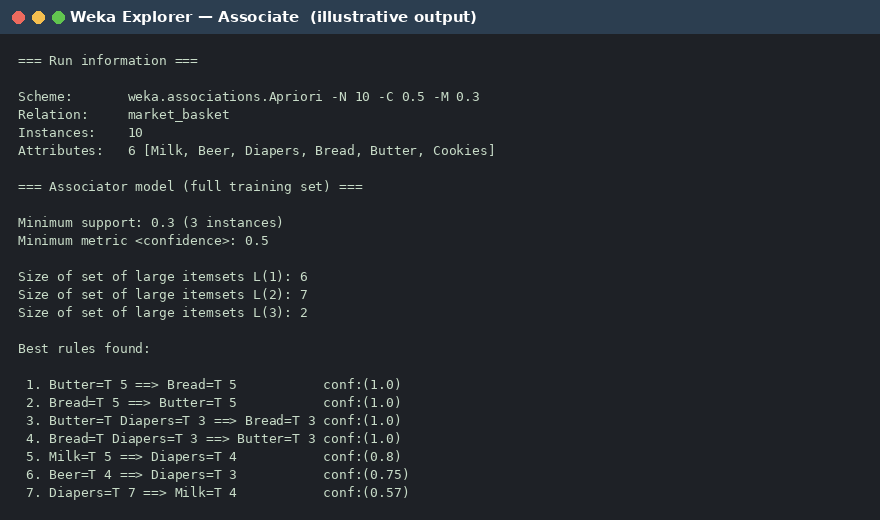 Weka Explorer — Associate  (illustrative output)
=== Run information ===
Scheme:       weka.associations.Apriori -N 10 -C 0.5 -M 0.3
Relation:     market_basket
Instances:    10
Attributes:   6 [Milk, Beer, Diapers, Bread, Butter, Cookies]
=== Associator model (full training set) ===
Minimum support: 0.3 (3 instances)
Minimum metric <confidence>: 0.5
Size of set of large itemsets L(1): 6
Size of set of large itemsets L(2): 7
Size of set of large itemsets L(3): 2
Best rules found:
 1. Butter=T 5 ==> Bread=T 5           conf:(1.0)
 2. Bread=T 5 ==> Butter=T 5           conf:(1.0)
 3. Butter=T Diapers=T 3 ==> Bread=T 3 conf:(1.0)
 4. Bread=T Diapers=T 3 ==> Butter=T 3 conf:(1.0)
 5. Milk=T 5 ==> Diapers=T 4           conf:(0.8)
 6. Beer=T 4 ==> Diapers=T 3           conf:(0.75)
 7. Diapers=T 7 ==> Milk=T 4           conf:(0.57)